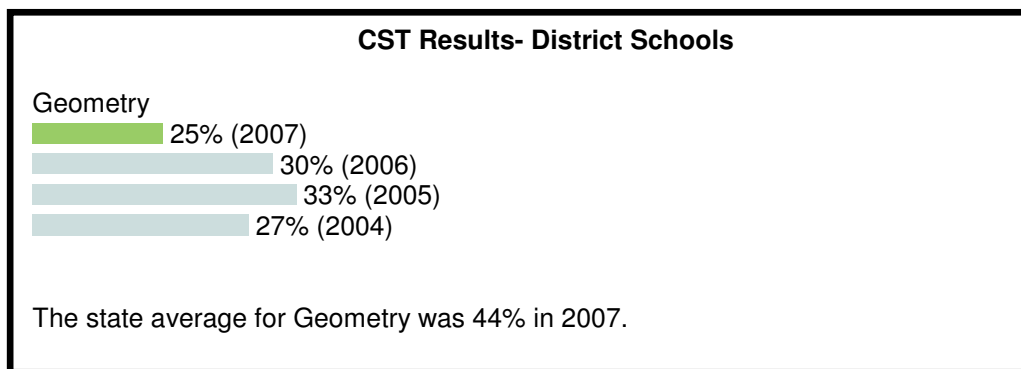 CST Results- District Schools
Geometry
25% (2007)
30% (2006)
33% (2005)
27% (2004)
The state average for Geometry was 44% in 2007.